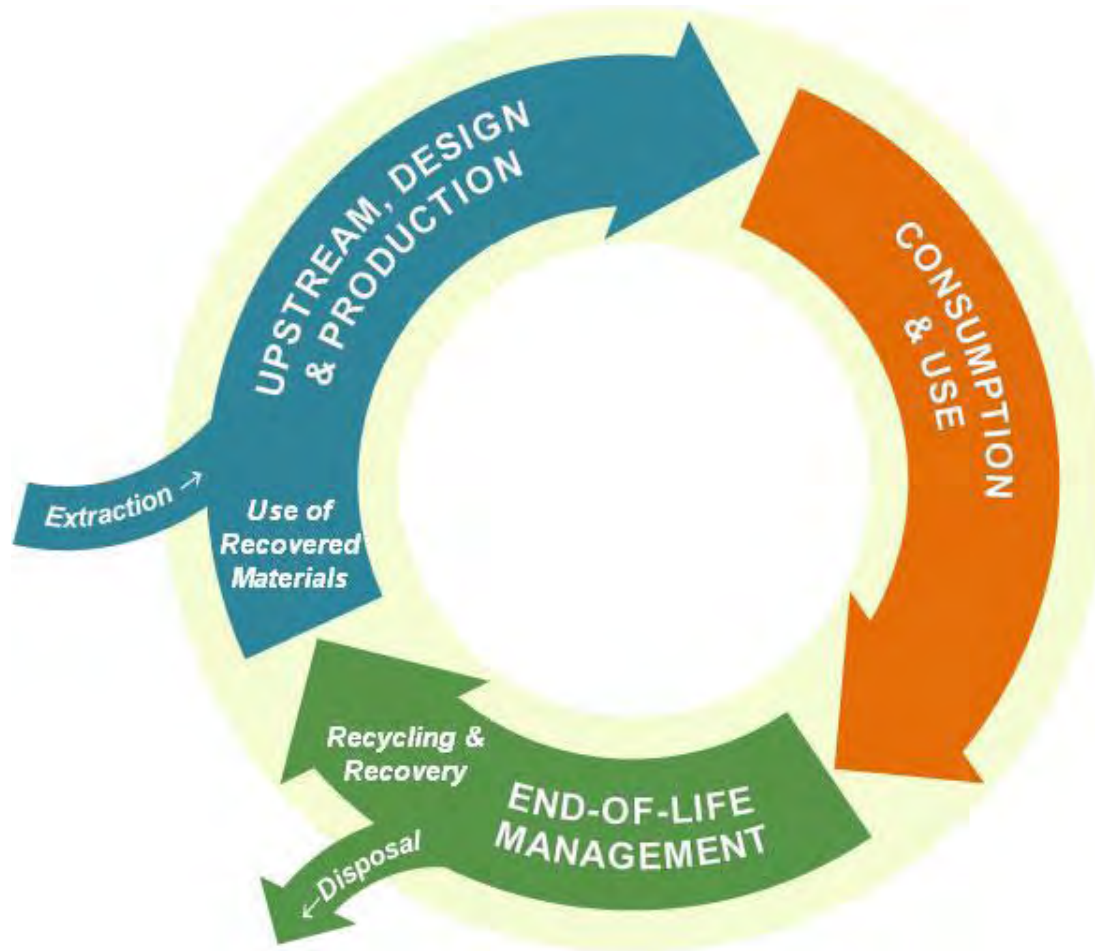 UPSTREAM, DESIGN
& PRODUCTION
CONSUMPTION
& USE
Extraction →
Use of
Recovered
Materials
Recycling &
Recovery
END-OF-LIFE
MANAGEMENT
←Disposal